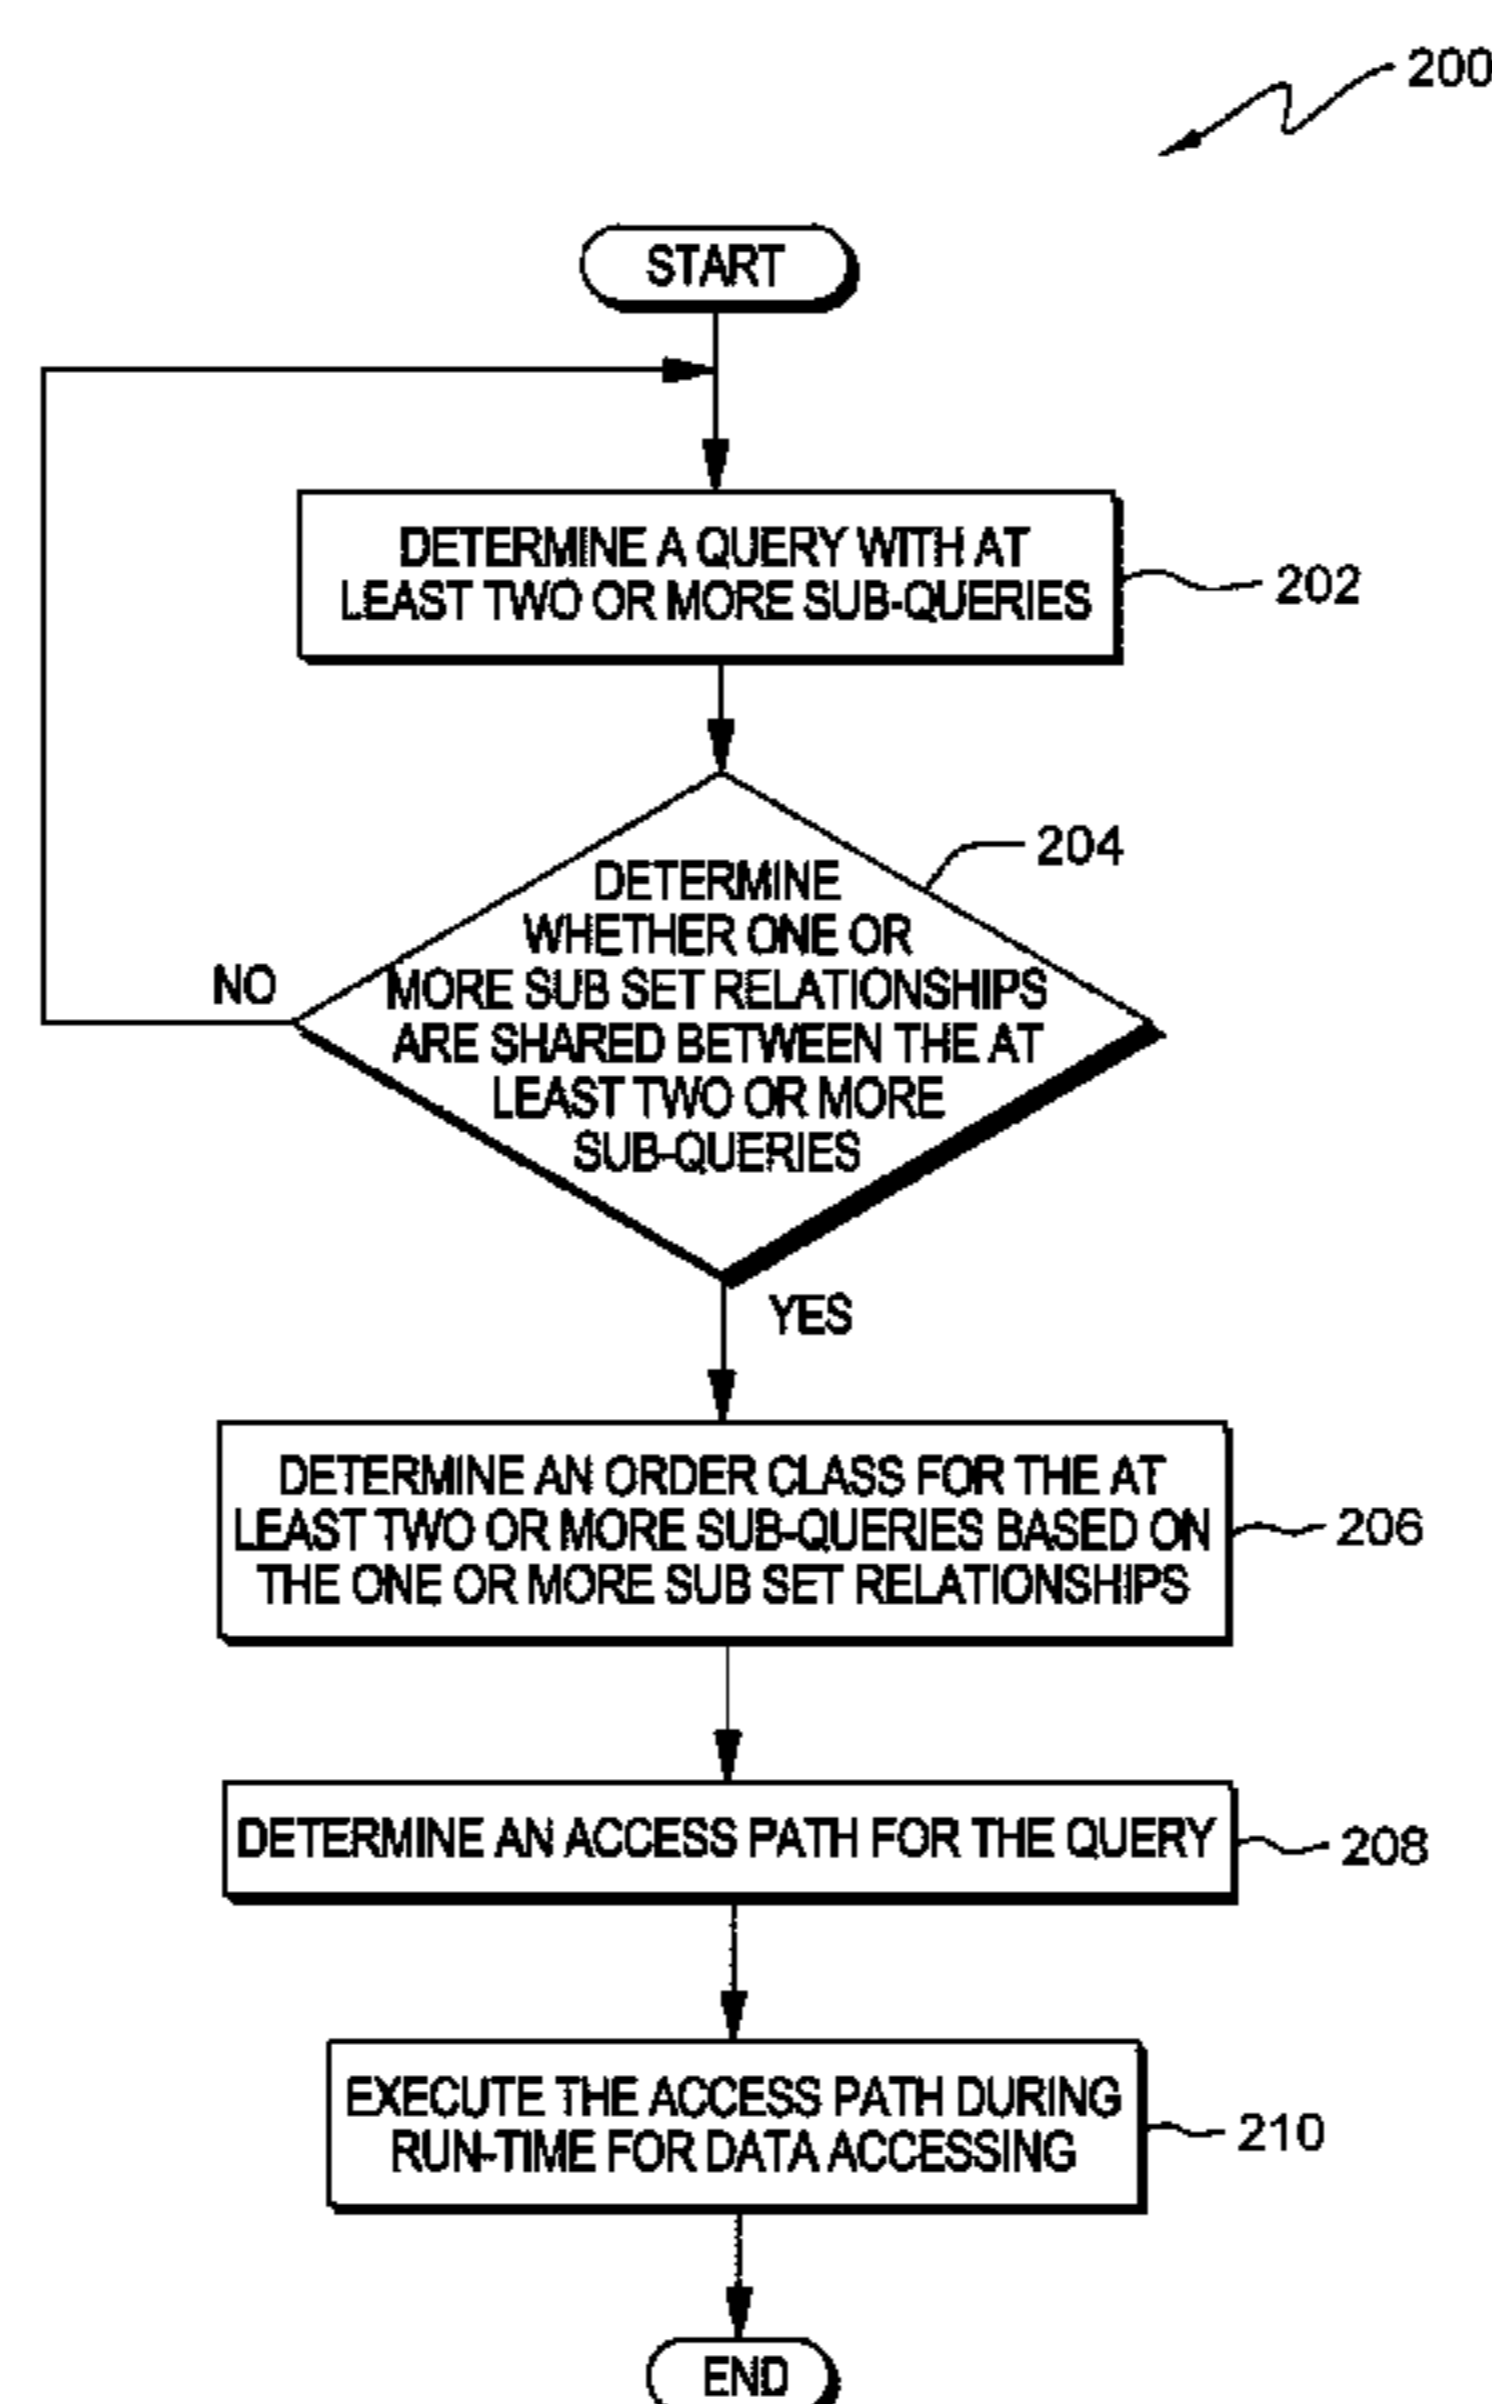 200
START
DETERMINE A QUERY WITH AT
LEAST TWO OR MORE SUB-QUERIES
202
204
DETERMINE
WHETHER ONE OR
MORE SUB SET RELATIONSHIPS
ARE SHARED BETWEEN THE AT
LEAST TWO OR MORE
SUB-QUERIES
NO
YES
DETERMINE AN ORDER CLASS FOR THE AT
LEAST TWO OR MORE SUB-QUERIES BASED ON
THE ONE OR MORE SUB SET RELATIONSHIPS
206
DETERMINE AN ACCESS PATH FOR THE QUERY
208
EXECUTE THE ACCESS PATH DURING
RUN-TIME FOR DATA ACCESSING
210
END